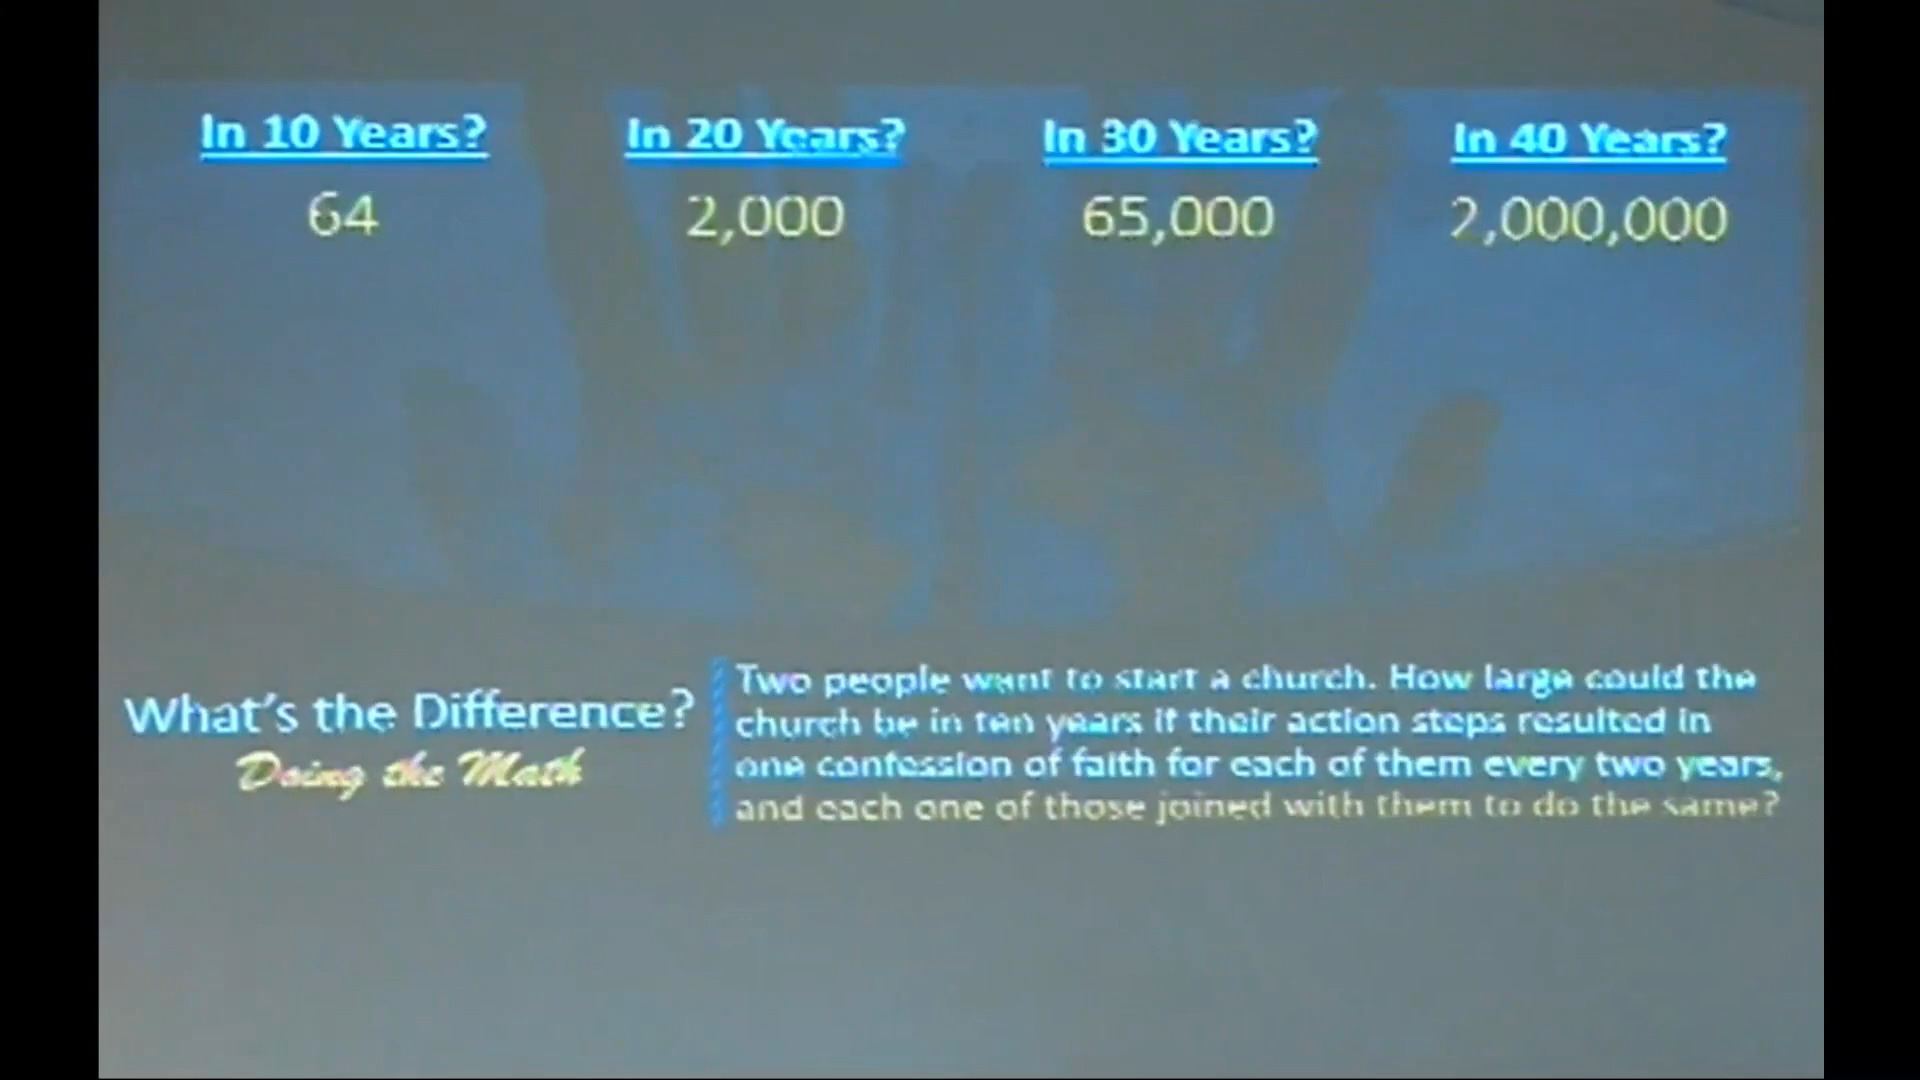 In 10 Years? In 20 Years? In 30 Years? In 40 Years?
64 2,000 65,000 2,000,000
What's the Difference?
Doing the Math
Two people want to start a church. How large could the
church be in ten years if their action steps resulted in
one confession of faith for each of them every two years,
and each one of those joined with them to do the same?